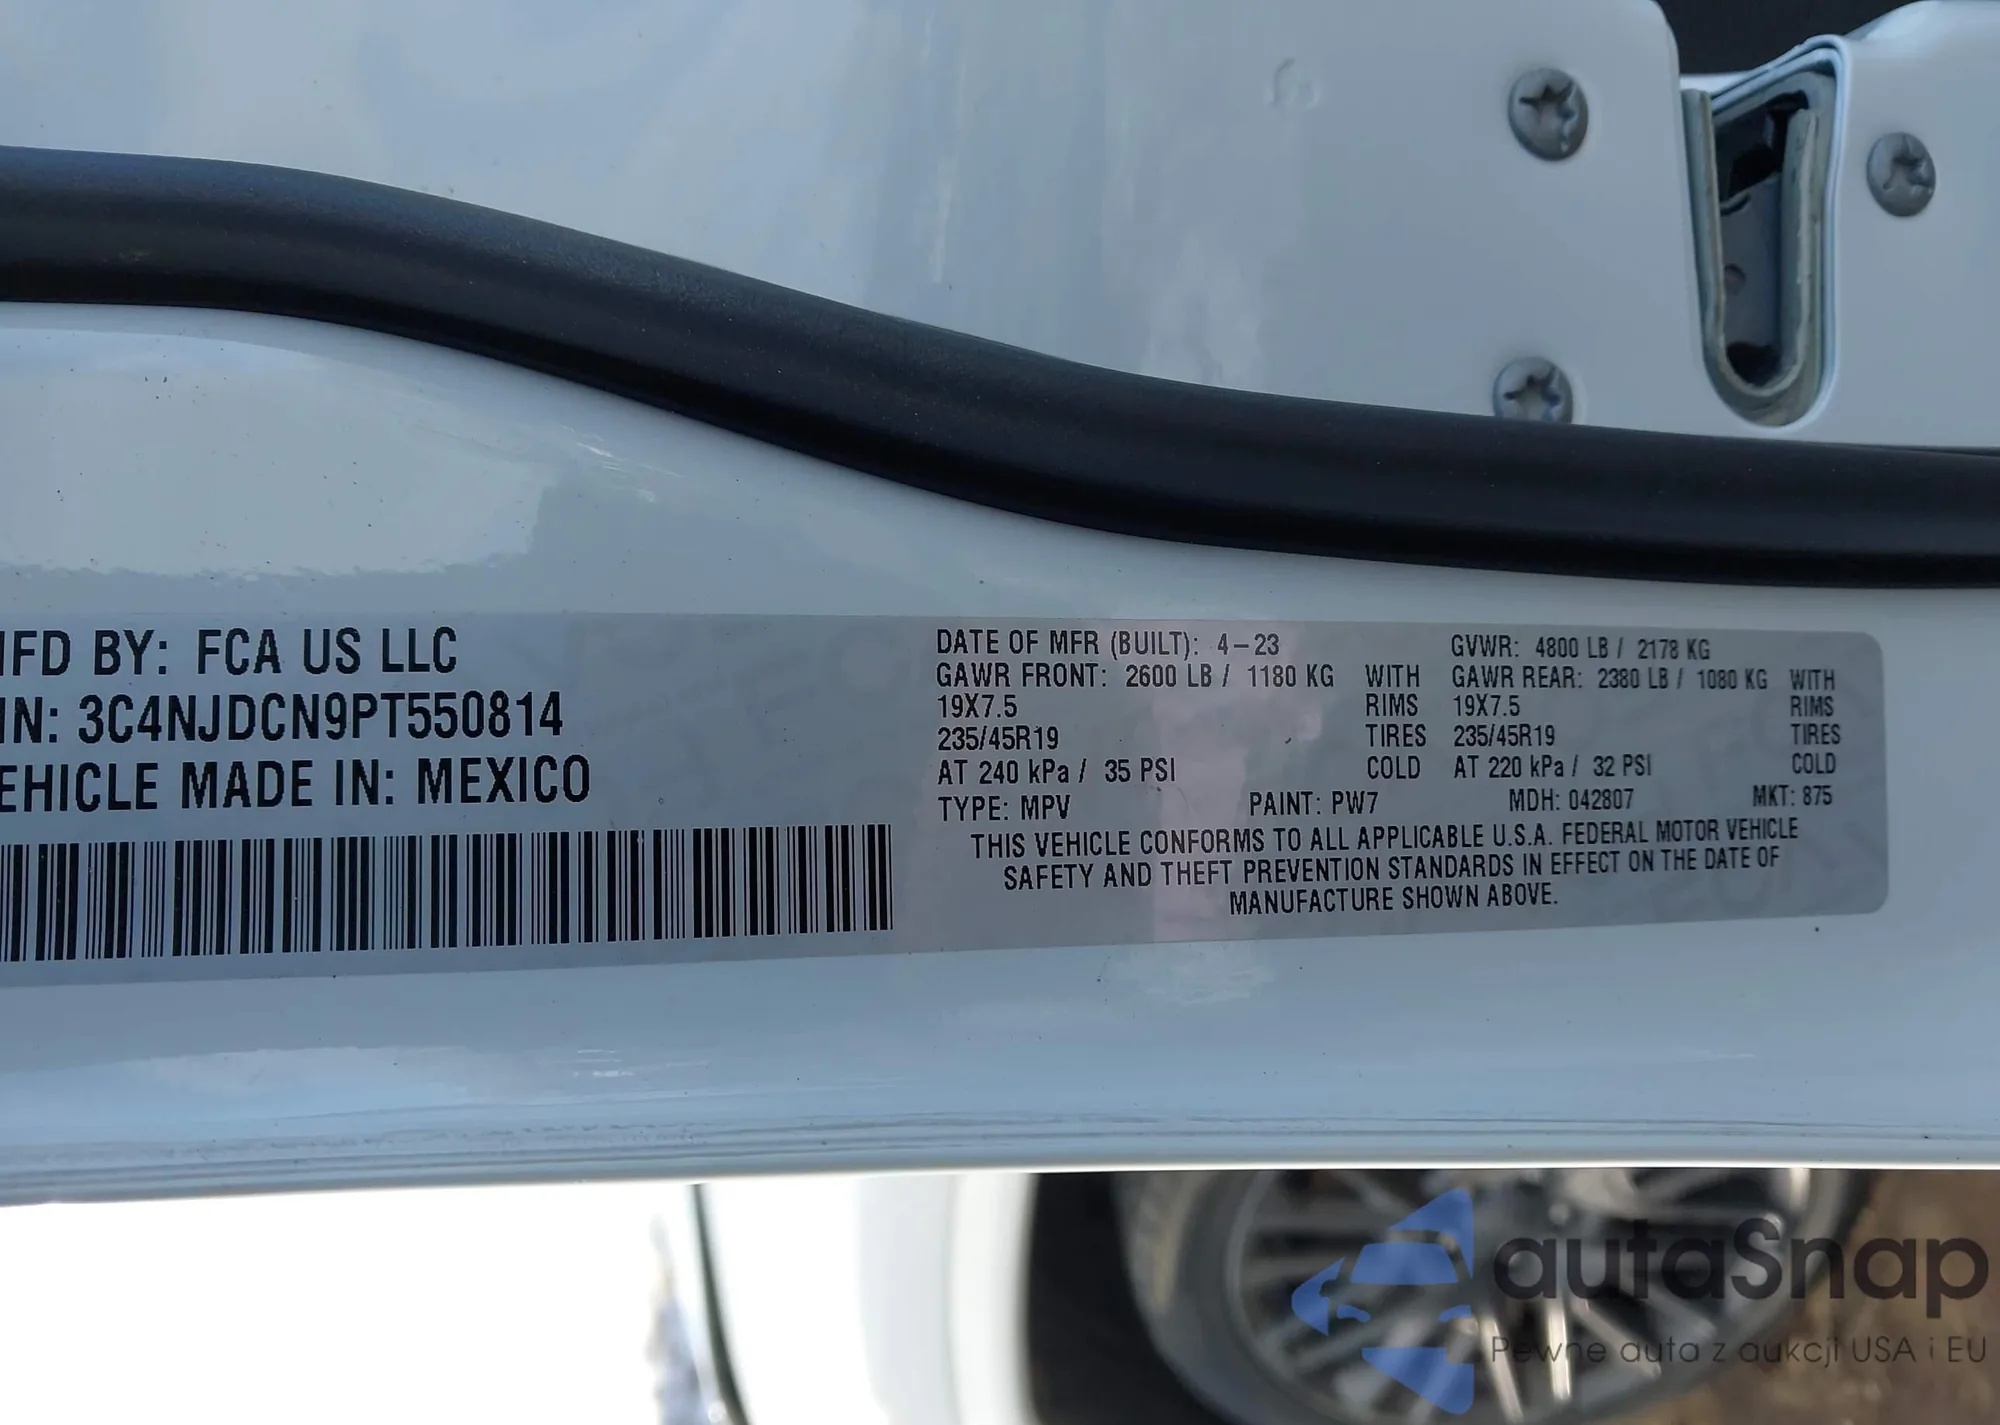 MFD BY: FCA US LLC
VIN: 3C4NJDCN9PT550814
VEHICLE MADE IN: MEXICO
DATE OF MFR (BUILT): 4-23 GVWR: 4800 LB / 2178 KG
GAWR FRONT: 2600 LB / 1180 KG WITH GAWR REAR: 2380 LB / 1080 KG WITH
19X7.5 RIMS 19X7.5 RIMS
235/45R19 TIRES 235/45R19 TIRES
AT 240 kPa / 35 PSI COLD AT 220 kPa / 32 PSI COLD
TYPE: MPV PAINT: PW7 MDH: 042807 MKT: 875
THIS VEHICLE CONFORMS TO ALL APPLICABLE U.S.A. FEDERAL MOTOR VEHICLE
SAFETY AND THEFT PREVENTION STANDARDS IN EFFECT ON THE DATE OF
MANUFACTURE SHOWN ABOVE.
autaSnap
Pewne auta z aukcji USA i EU